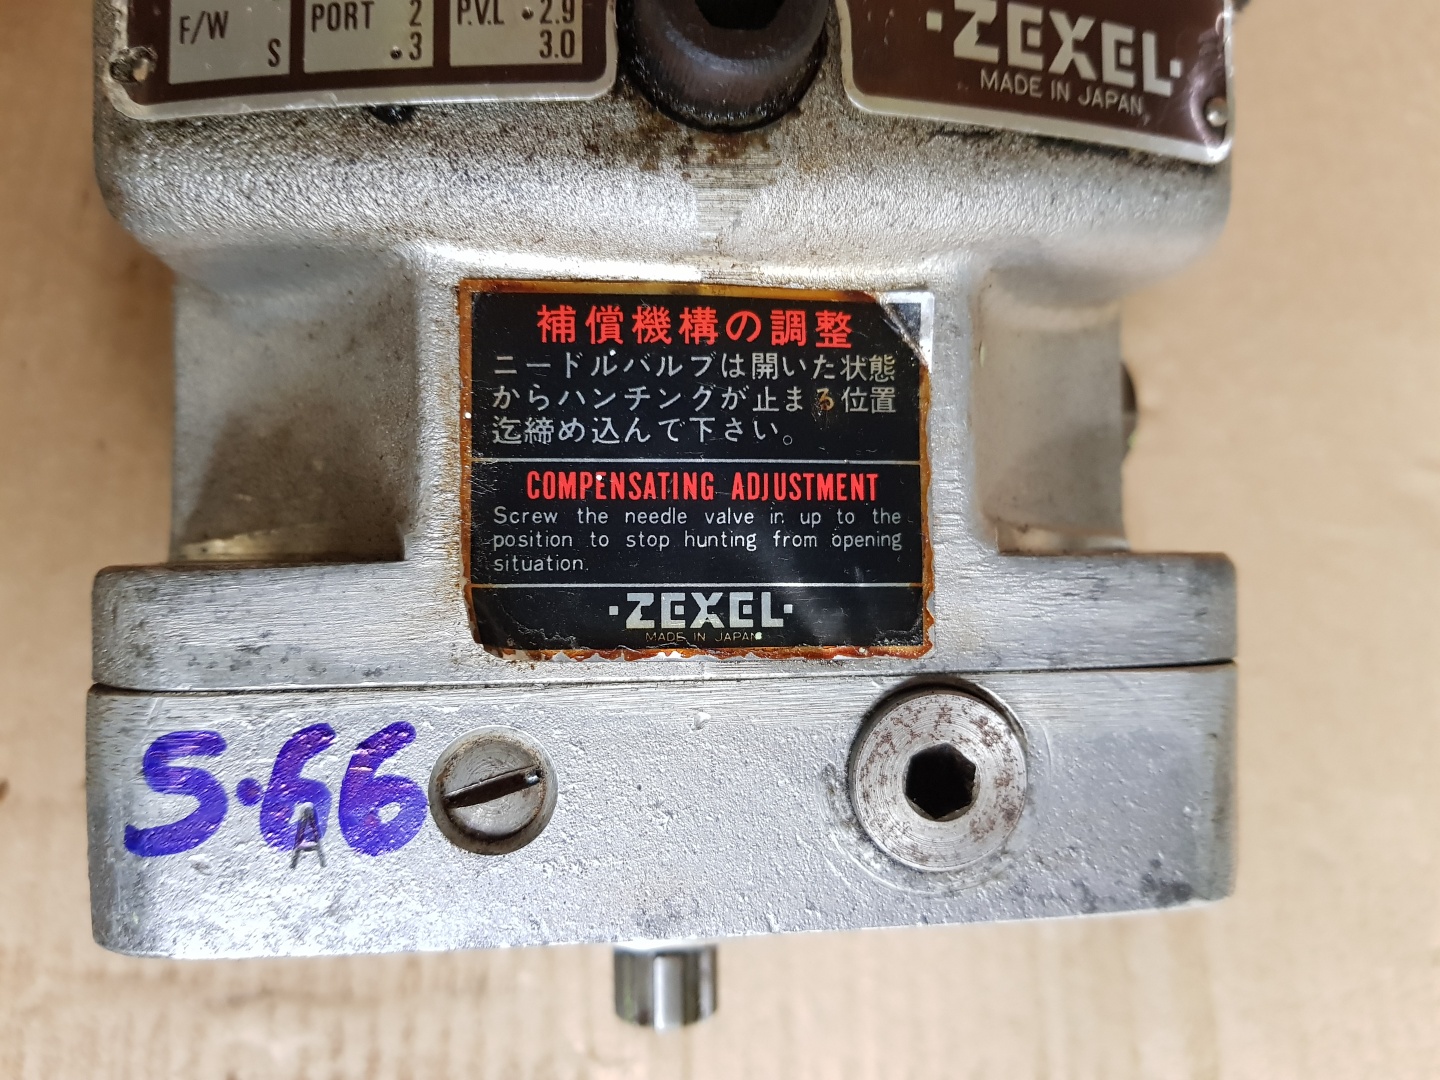 F/W
S
PORT 2
•3
P.V.L •2.9
3.0
·ZEXEL·
MADE IN JAPAN
補償機構の調整
ニードルバルブは開いた状態
からハンチングが止まる位置
迄締め込んで下さい。
COMPENSATING ADJUSTMENT
Screw the needle valve in up to the
position to stop hunting from opening
situation.
·ZEXEL·
MADE IN JAPAN
5.66
A